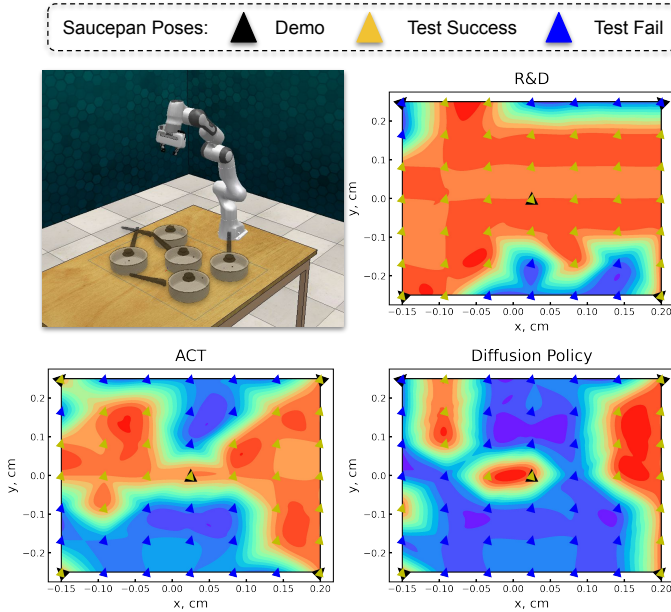 Saucepan Poses: Demo Test Success Test Fail
R&D
0.2
0.1
0.0
−0.1
−0.2
y, cm
−0.15 −0.10 −0.05 0.00 0.05 0.10 0.15 0.20
x, cm
ACT
0.2
0.1
0.0
−0.1
−0.2
y, cm
−0.15 −0.10 −0.05 0.00 0.05 0.10 0.15 0.20
x, cm
Diffusion Policy
0.2
0.1
0.0
−0.1
−0.2
y, cm
−0.15 −0.10 −0.05 0.00 0.05 0.10 0.15 0.20
x, cm